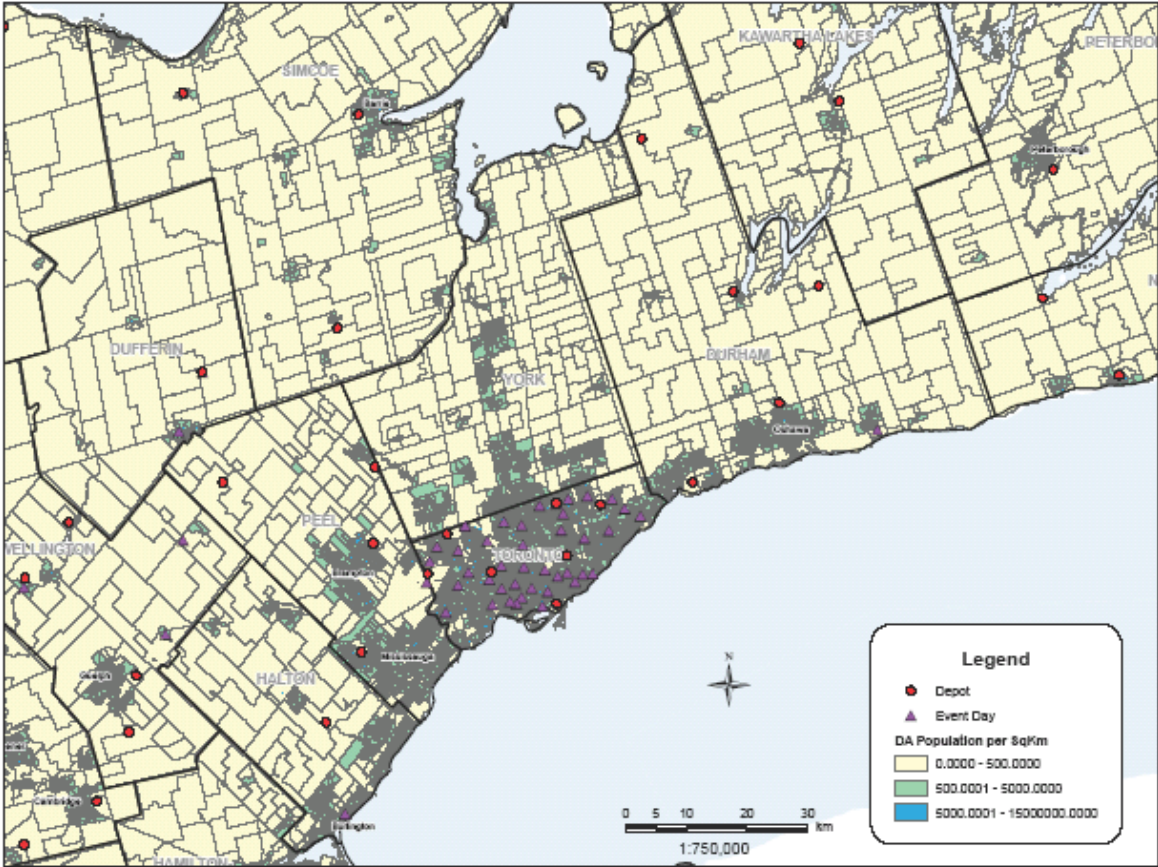 KAWARTHA LAKES
PETERBO
SIMCOE
Barrie
Peterborough
N
DUFFERIN
DURHAM
YORK
Oshawa
PEEL
WELLINGTON
TORONTO
Brampton
Mississauga
Guelph
HALTON
N
Cambridge
Burlington
HAMILTON
0 5 10 20 30
km
1:750,000
Legend
Depot
Event Day
DA Population per SqKm
0.0000 - 500.0000
500.0001 - 5000.0000
5000.0001 - 15000000.0000